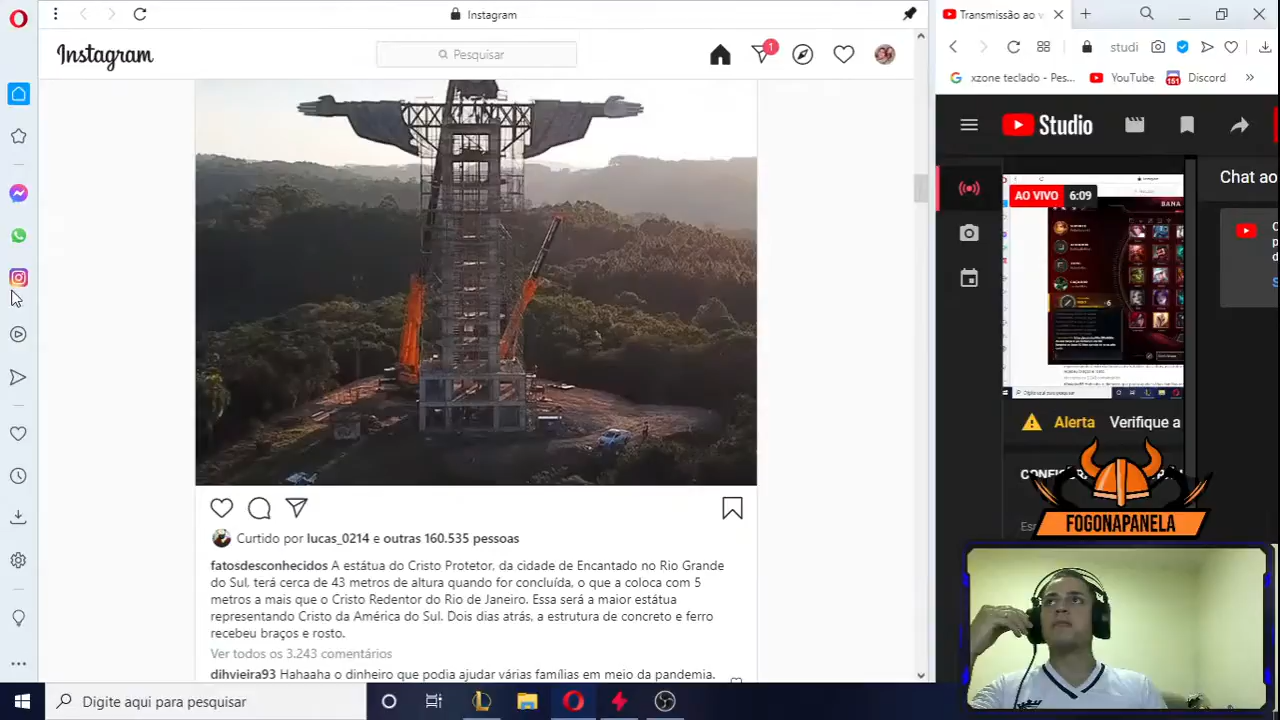 Instagram
Transmissão ao v
Instagram
Pesquisar
1
studi
xzone teclado - Pes...
YouTube
161
Discord
»
Studio
AO VIVO
6:09
BANA
Chat ao
Alerta
Verifique a
FOGONAPANELA
Curtido por lucas_0214 e outras 160.535 pessoas
fatosdesconhecidos A estátua do Cristo Protetor, da cidade de Encantado no Rio Grande
do Sul, terá cerca de 43 metros de altura quando for concluída, o que a coloca com 5
metros a mais que o Cristo Redentor do Rio de Janeiro. Essa será a maior estátua
representando Cristo da América do Sul. Dois dias atrás, a estrutura de concreto e ferro
recebeu braços e rosto.
Ver todos os 3.243 comentários
dihvieira93 Hahaaha o dinheiro que podia ajudar várias famílias em meio da pandemia.
Digite aqui para pesquisar